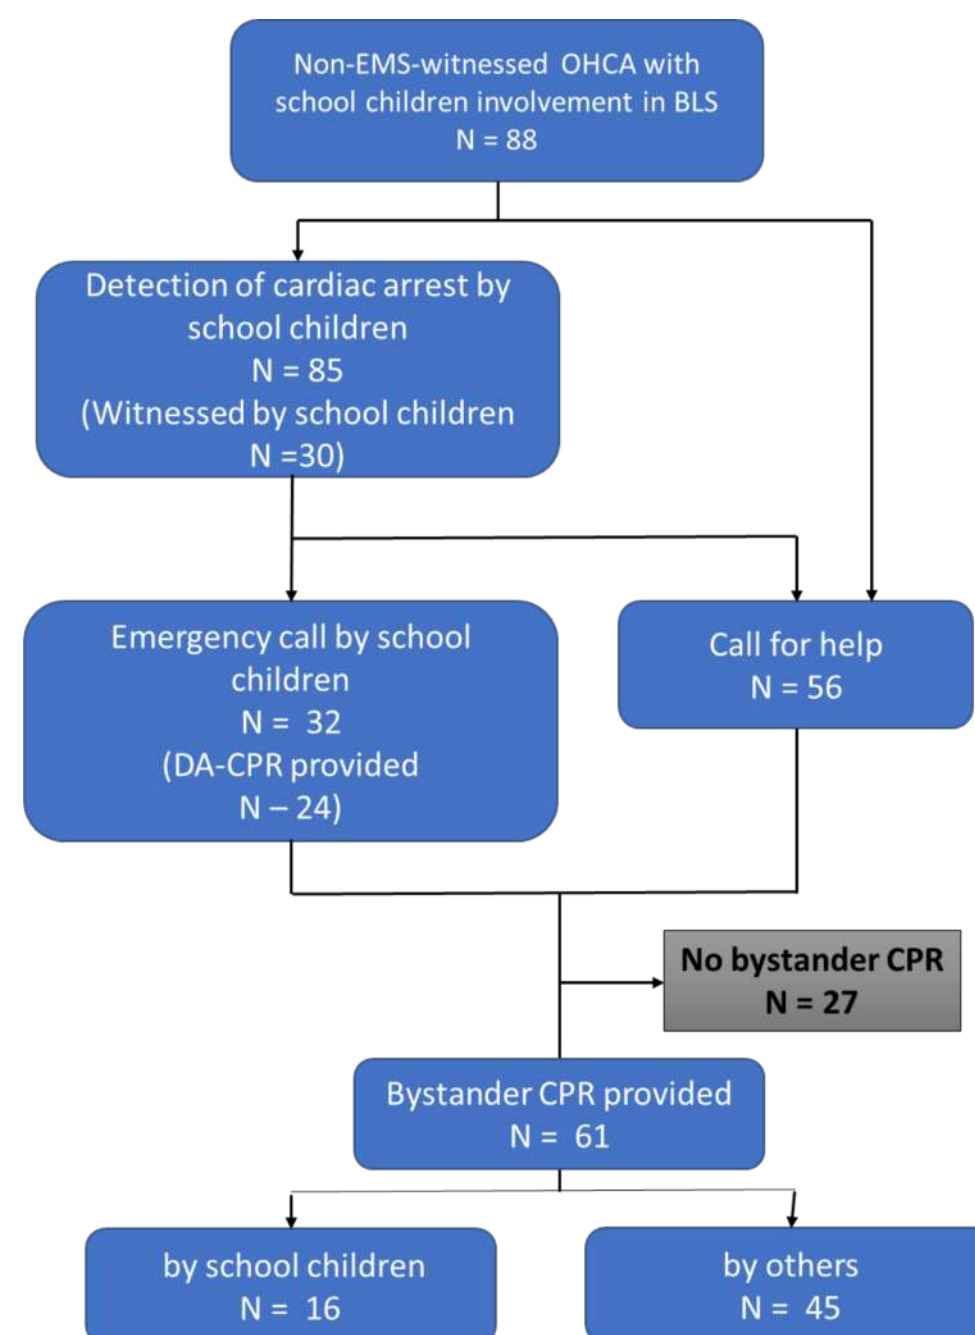 Non-EMS-witnessed OHCA with
school children involvement in BLS
N = 88
Detection of cardiac arrest by
school children
N = 85
(Witnessed by school children
N =30)
Emergency call by school
children
N = 32
(DA-CPR provided
N – 24)
Call for help
N = 56
No bystander CPR
N = 27
Bystander CPR provided
N = 61
by school children
N = 16
by others
N = 45